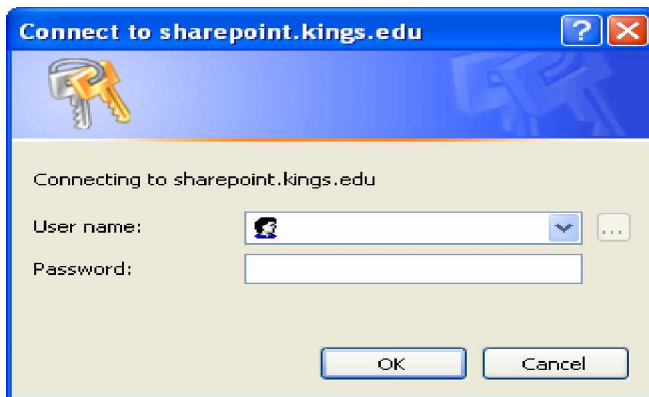 Connect to sharepoint.kings.edu
Connecting to sharepoint.kings.edu
User name:
...
Password:
OK Cancel